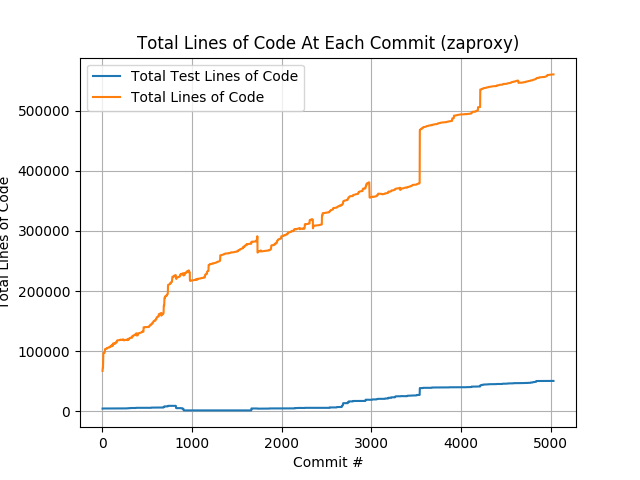 Total Lines of Code At Each Commit (zaproxy)
Total Test Lines of Code
Total Lines of Code
500000
400000
300000
200000
100000
0
Total Lines of Code
0 1000 2000 3000 4000 5000
Commit #